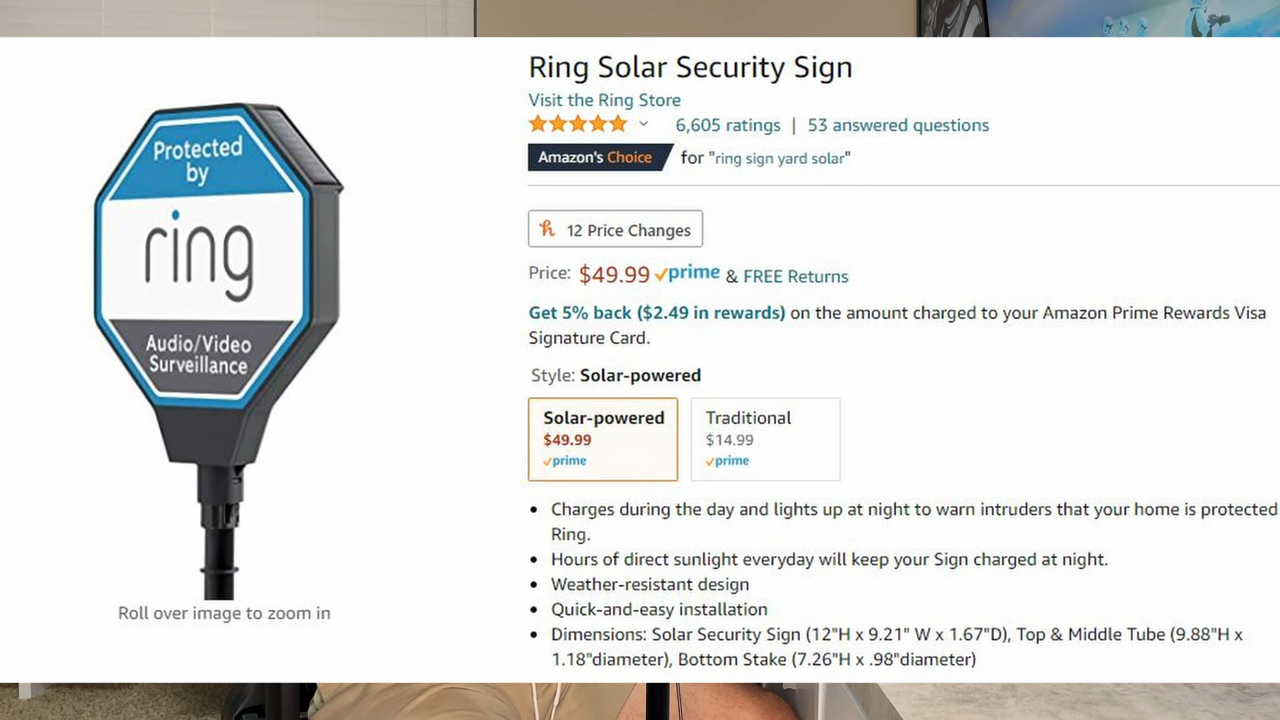 Protected
by
ring
Audio/Video
Surveillance
Roll over image to zoom in
Ring Solar Security Sign
Visit the Ring Store
6,605 ratings | 53 answered questions
Amazon's Choice for "ring sign yard solar"
h 12 Price Changes
Price: $49.99 prime & FREE Returns
Get 5% back ($2.49 in rewards) on the amount charged to your Amazon Prime Rewards Visa
Signature Card.
Style: Solar-powered
Solar-powered Traditional
$49.99 $14.99
prime prime
• Charges during the day and lights up at night to warn intruders that your home is protected
Ring.
• Hours of direct sunlight everyday will keep your Sign charged at night.
• Weather-resistant design
• Quick-and-easy installation
• Dimensions: Solar Security Sign (12"H x 9.21" W x 1.67"D), Top & Middle Tube (9.88"H x
1.18"diameter), Bottom Stake (7.26"H x .98"diameter)